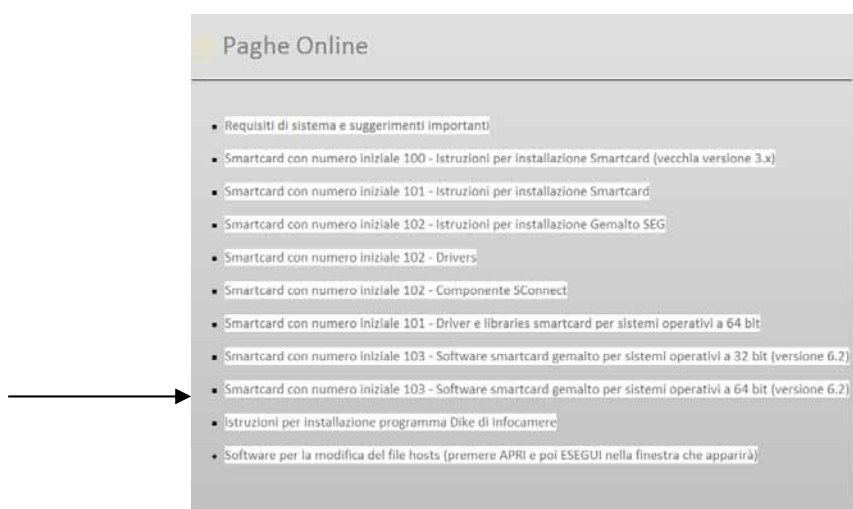 Paghe Online
Requisiti di sistema e suggerimenti importanti
Smartcard con numero iniziale 100 - Istruzioni per installazione Smartcard (vecchia versione 3.x)
Smartcard con numero iniziale 101 - Istruzioni per installazione Smartcard
Smartcard con numero iniziale 102 - Istruzioni per installazione Gemalto SEG
Smartcard con numero iniziale 102 - Drivers
Smartcard con numero iniziale 102 - Componente SConnect
Smartcard con numero iniziale 101 - Driver e libraries smartcard per sistemi operativi a 64 bit
Smartcard con numero iniziale 103 - Software smartcard gemalto per sistemi operativi a 32 bit (versione 6.2)
Smartcard con numero iniziale 103 - Software smartcard gemalto per sistemi operativi a 64 bit (versione 6.2)
Istruzioni per installazione programma Dike di Infocamere
Software per la modifica del file hosts (premere APRI e poi ESEGUI nella finestra che apparirà)